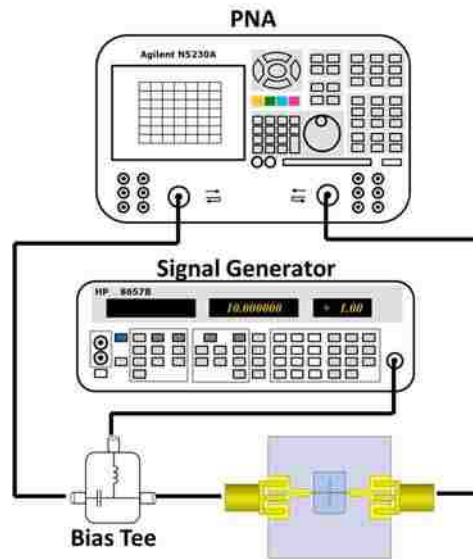 PNA
Agilent N5230A
Signal Generator
HP 8657B
10.000000
+ 1.00
Bias Tee